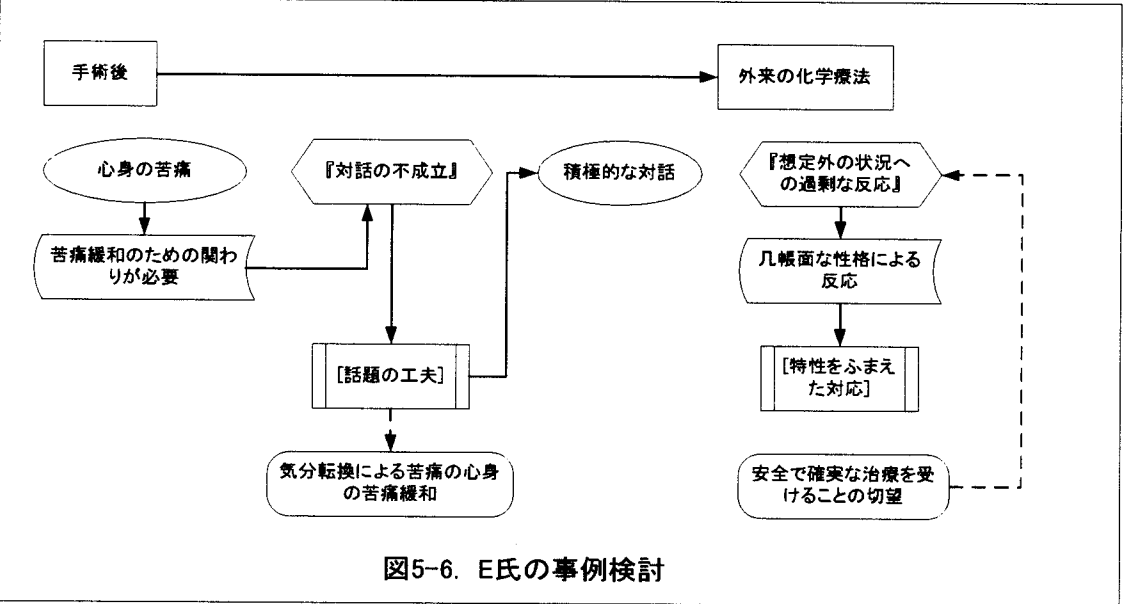 手術後
外来の化学療法
心身の苦痛
『対話の不成立』
積極的な対話
『想定外の状況へ
の過剰な反応』
苦痛緩和のための関わ
りが必要
几帳面な性格による
反応
[話題の工夫]
[特性をふまえ
た対応]
気分転換による苦痛の心身
の苦痛緩和
安全で確実な治療を受
けることの切望
図5-6. E氏の事例検討